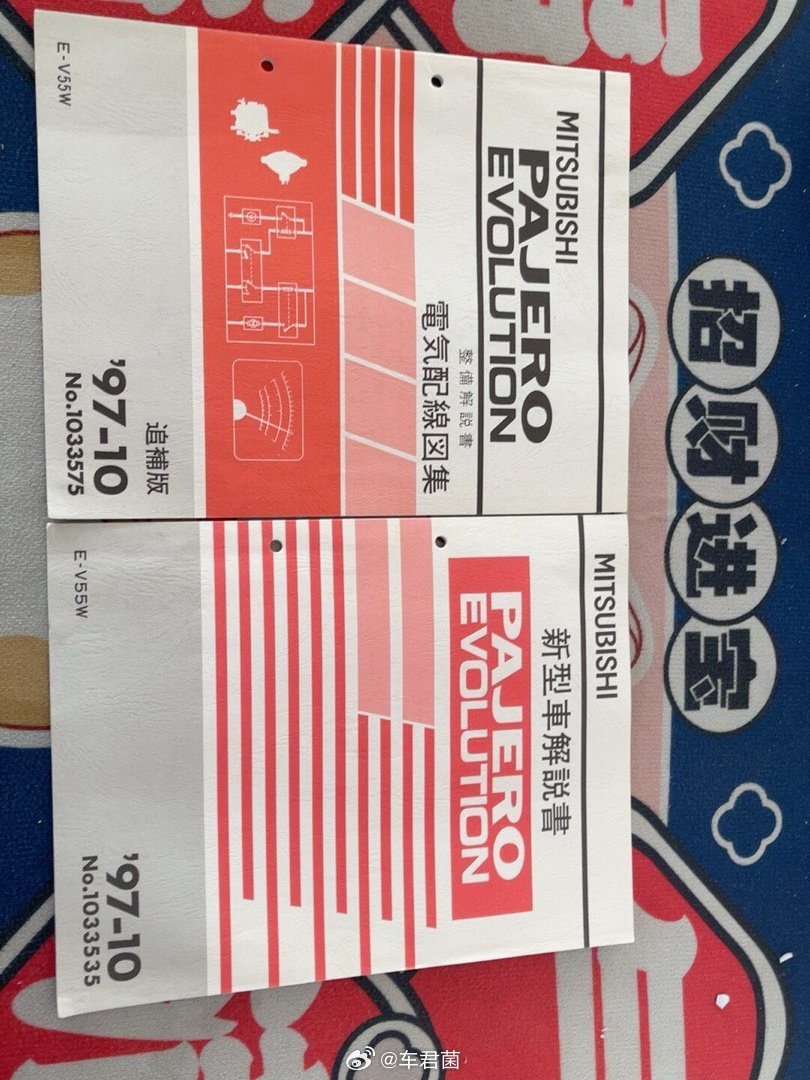 MITSUBISHI
PAJERO
EVOLUTION
整備解説書
電気配線図集
追補版
'97-10
No.1033575
E-V55W
MITSUBISHI
新型車解説書
PAJERO
EVOLUTION
'97-10
No.1033535
E-V55W
招财进宝
@车君菌